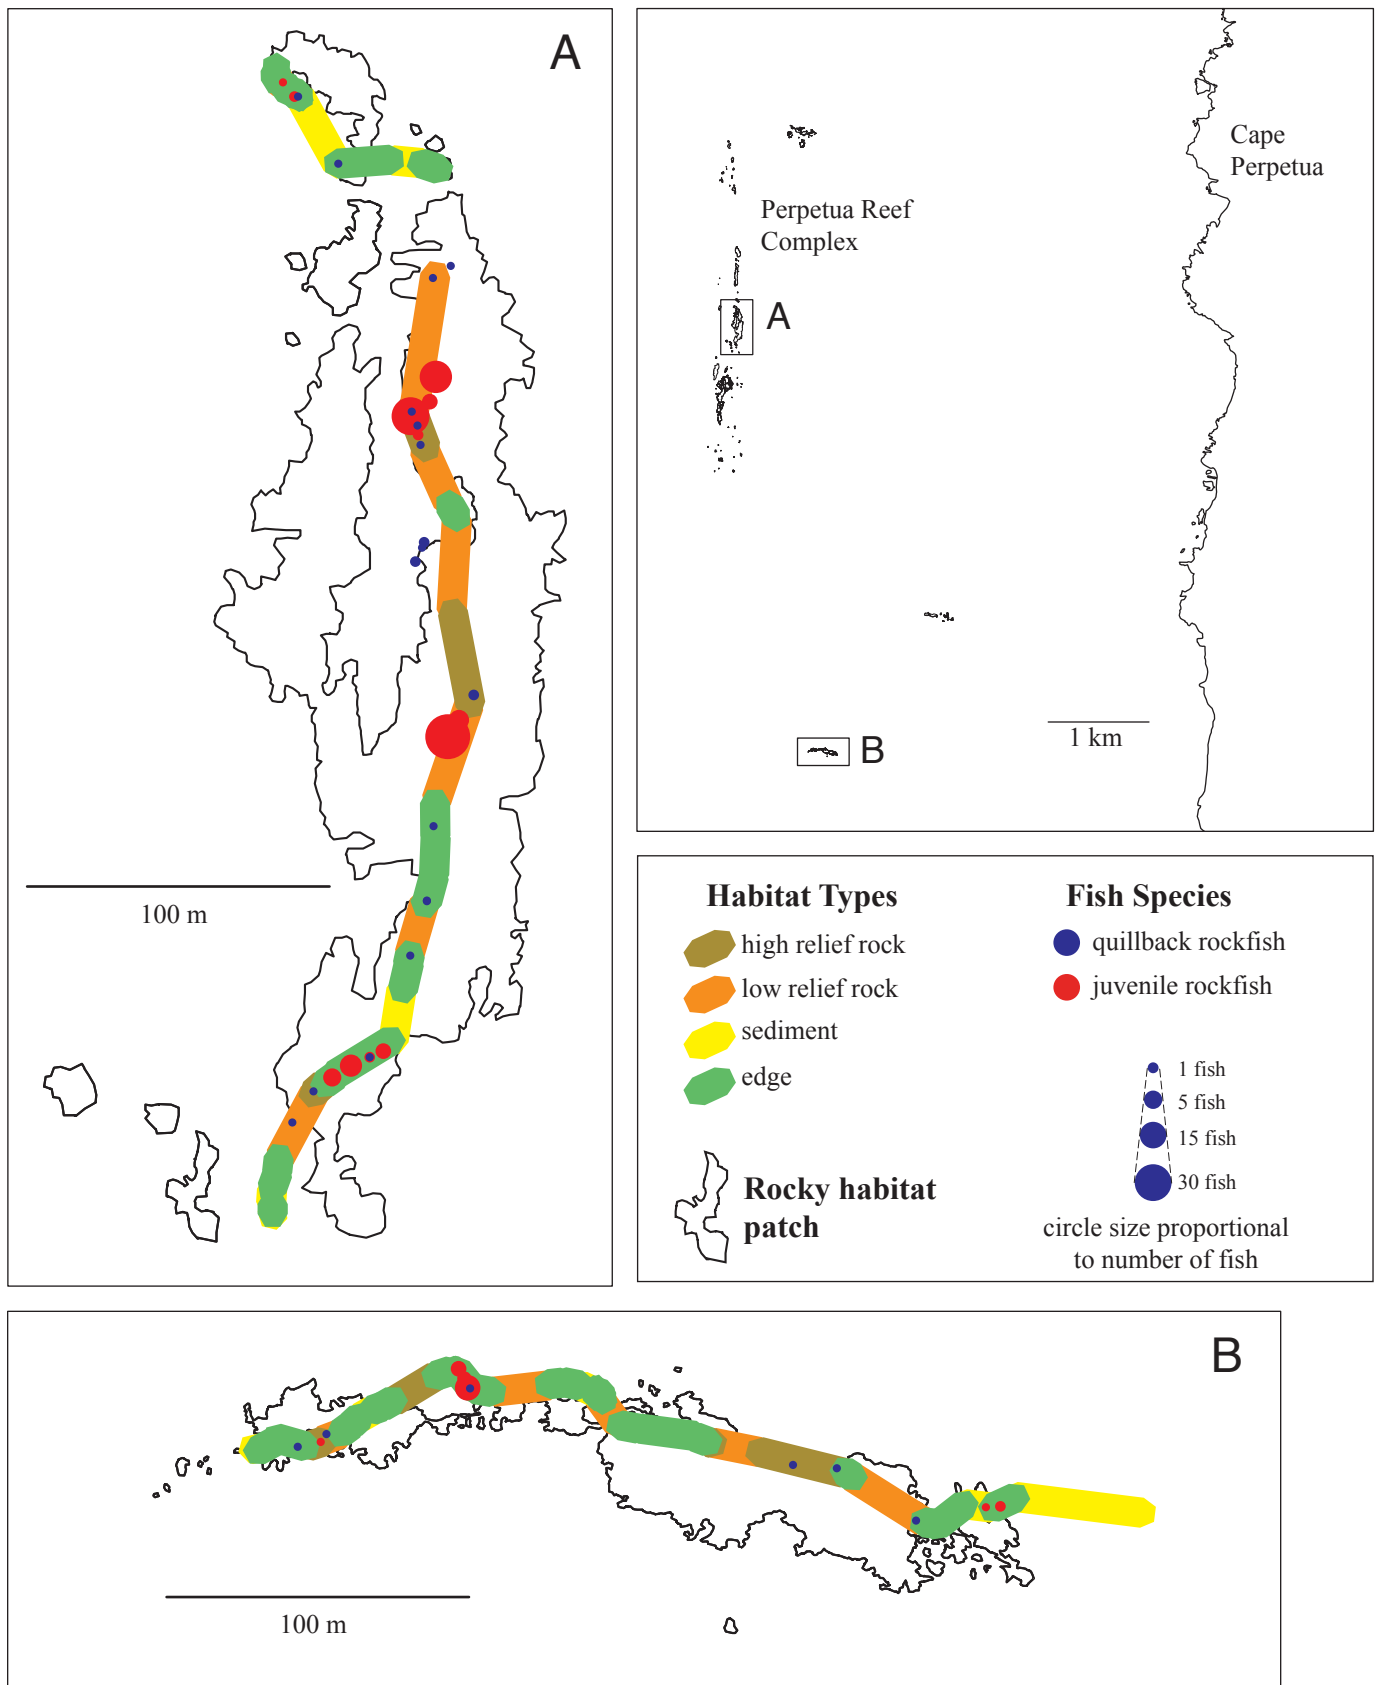 A
100 m
Cape
Perpetua
Perpetua Reef
Complex
A
1 km
B
Habitat Types
high relief rock
low relief rock
sediment
edge
Rocky habitat
patch
Fish Species
quillback rockfish
juvenile rockfish
1 fish
5 fish
15 fish
30 fish
circle size proportional
to number of fish
B
100 m